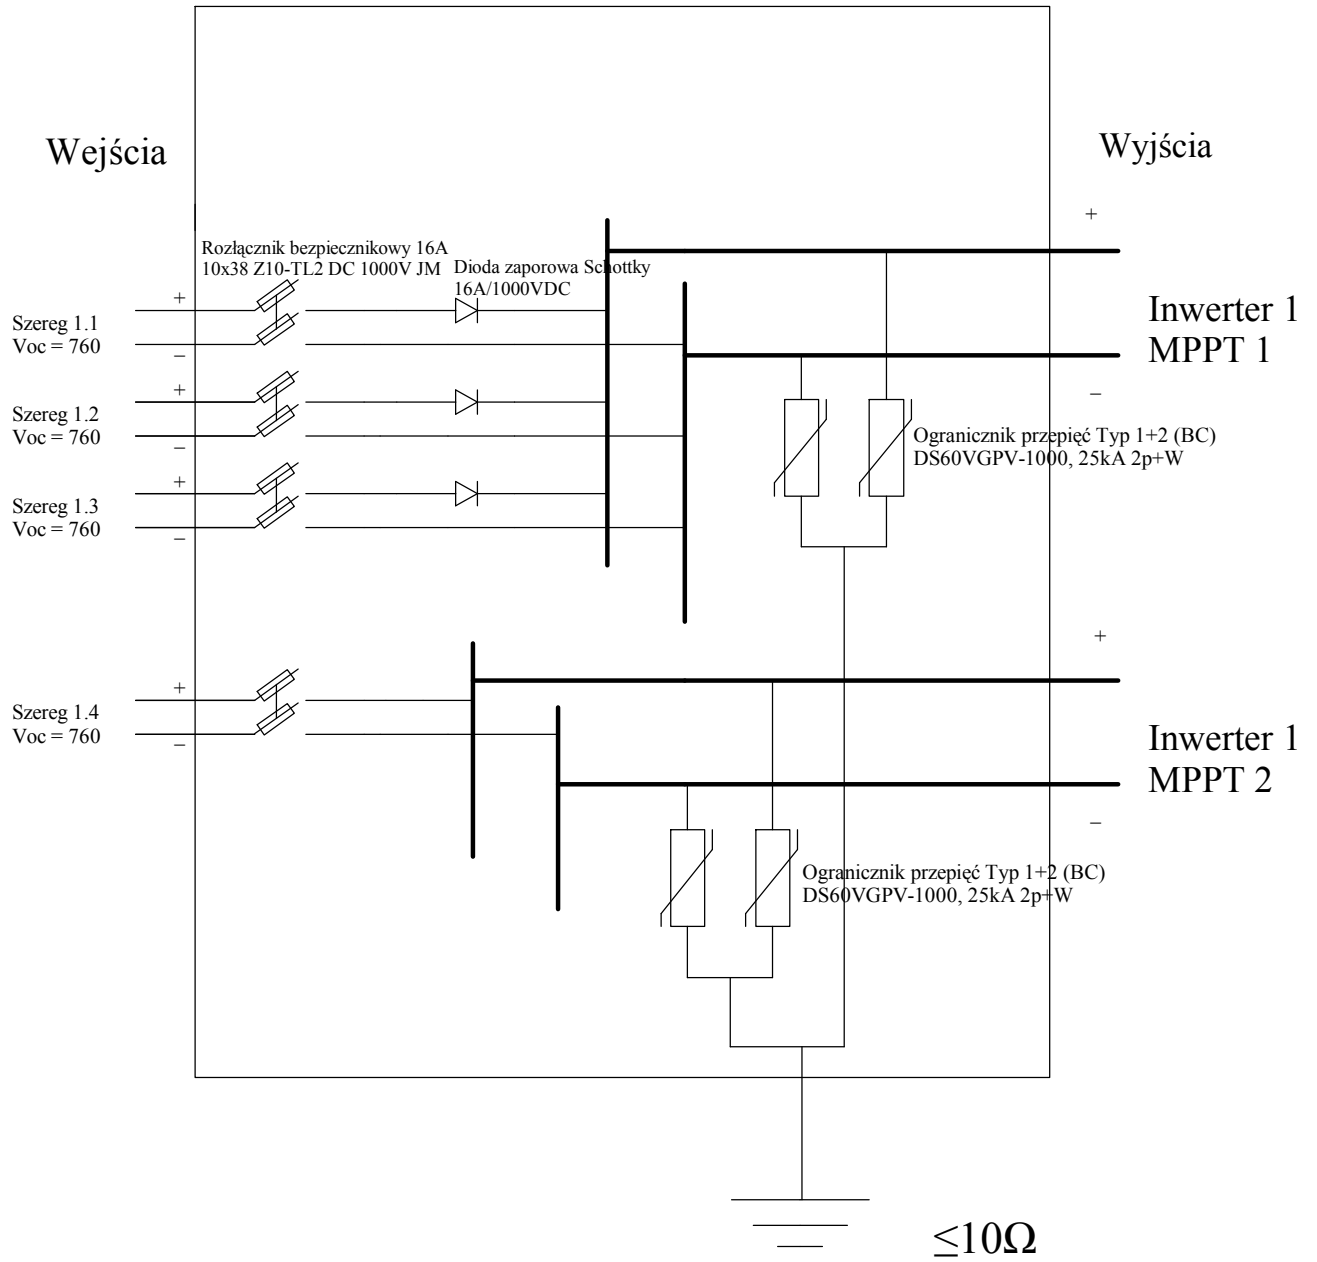 Wejścia
Wyjścia
+
Rozłącznik bezpiecznikowy 16A
10x38 Z10-TL2 DC 1000V JM
Dioda zaporowa Schottky
16A/1000VDC
+
Szereg 1.1
Voc = 760
−
Inwerter 1
MPPT 1
−
+
Szereg 1.2
Voc = 760
−
Ogranicznik przepięć Typ 1+2 (BC)
DS60VGPV-1000, 25kA 2p+W
+
Szereg 1.3
Voc = 760
−
+
+
Szereg 1.4
Voc = 760
−
Inwerter 1
MPPT 2
−
Ogranicznik przepięć Typ 1+2 (BC)
DS60VGPV-1000, 25kA 2p+W
≤10Ω